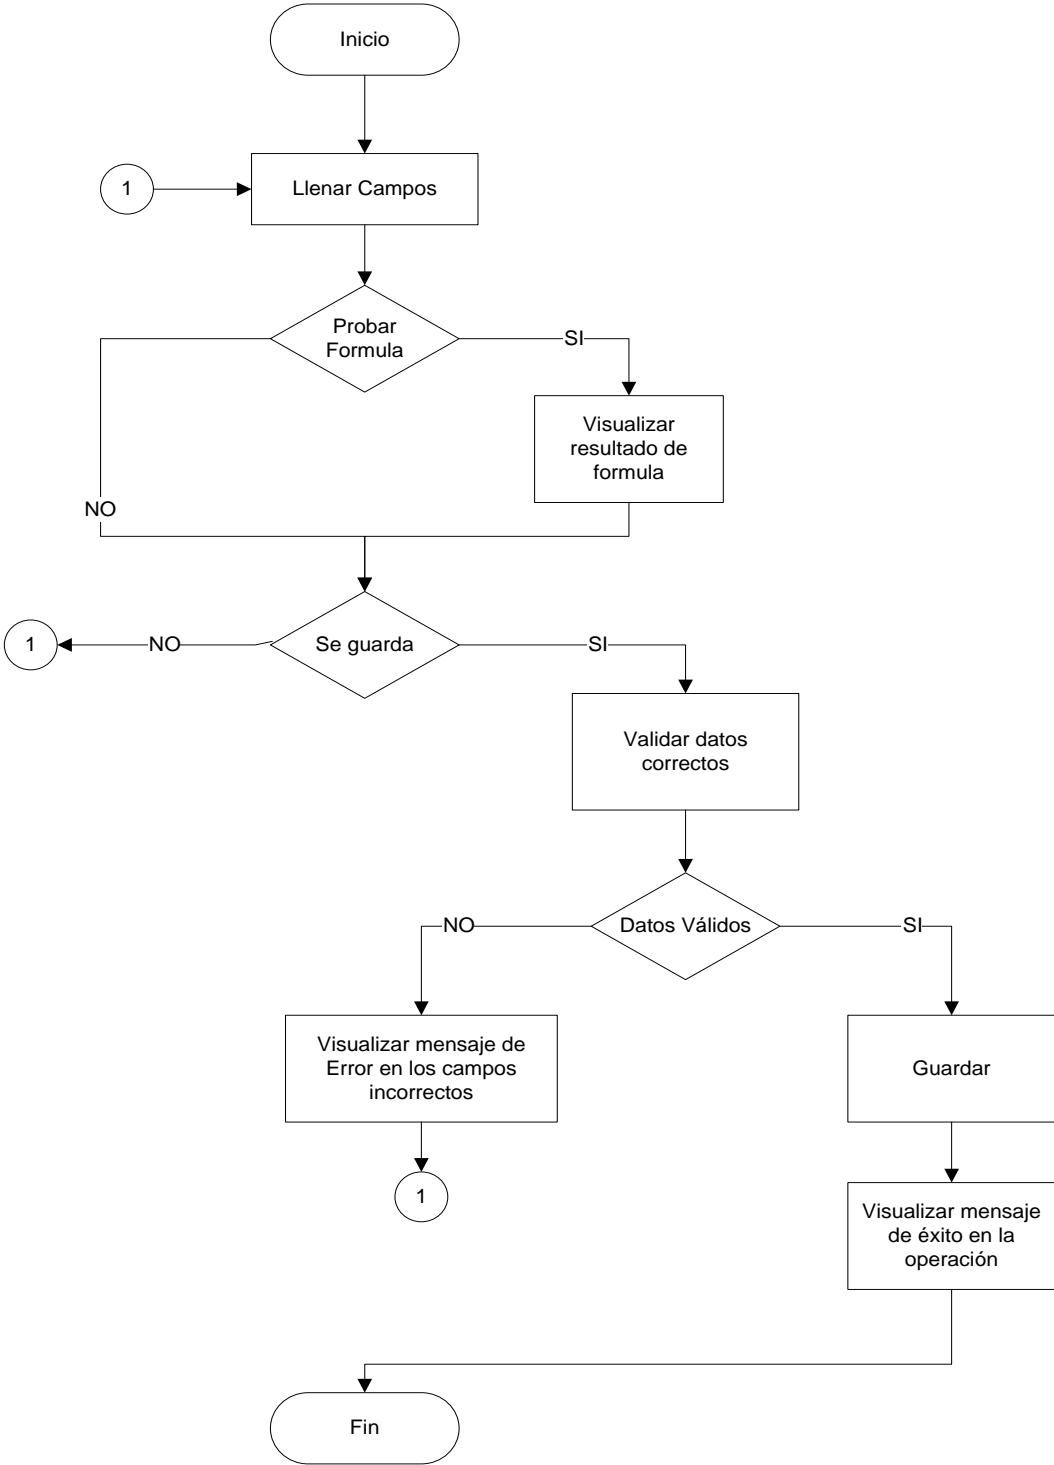 Inicio
1
Llenar Campos
Probar
Formula
SI
Visualizar
resultado de
formula
NO
1
NO
Se guarda
SI
Validar datos
correctos
NO
Datos Válidos
SI
Visualizar mensaje de
Error en los campos
incorrectos
Guardar
1
Visualizar mensaje
de éxito en la
operación
Fin